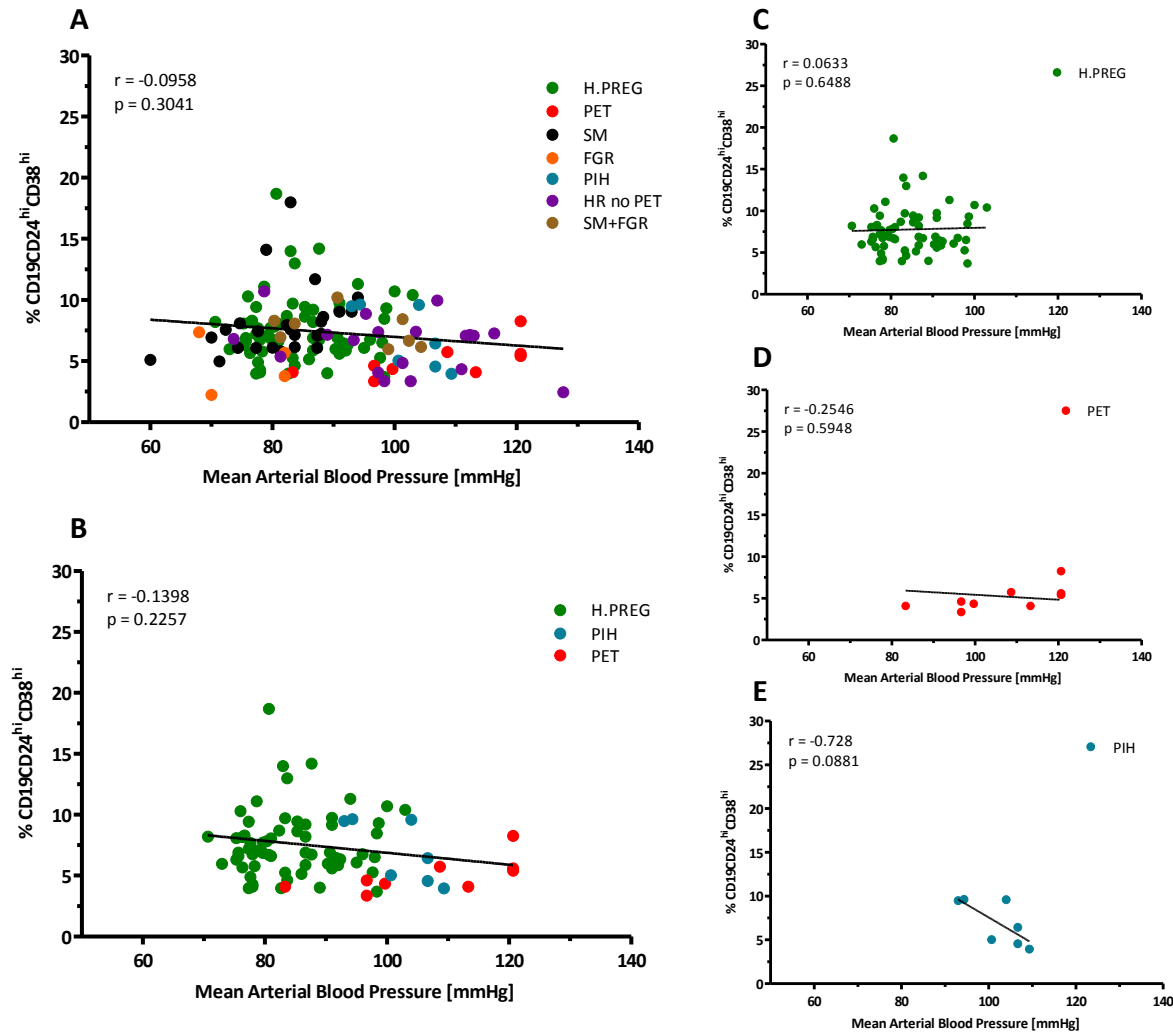 A
r = -0.0958
p = 0.3041
H.PREG
PET
SM
FGR
PIH
HR no PET
SM+FGR
% CD19CD24hiCD38hi
30
25
20
15
10
5
0
60 80 100 120 140
Mean Arterial Blood Pressure [mmHg]
B
r = -0.1398
p = 0.2257
H.PREG
PIH
PET
% CD19CD24hiCD38hi
30
25
20
15
10
5
0
60 80 100 120 140
Mean Arterial Blood Pressure [mmHg]
C
r = 0.0633
p = 0.6488
H.PREG
% CD19CD24hiCD38hi
30
25
20
15
10
5
0
60 80 100 120 140
Mean Arterial Blood Pressure [mmHg]
D
r = -0.2546
p = 0.5948
PET
% CD19CD24hiCD38hi
30
25
20
15
10
5
0
60 80 100 120 140
Mean Arterial Blood Pressure [mmHg]
E
r = -0.728
p = 0.0881
PIH
% CD19CD24hiCD38hi
30
25
20
15
10
5
0
60 80 100 120 140
Mean Arterial Blood Pressure [mmHg]